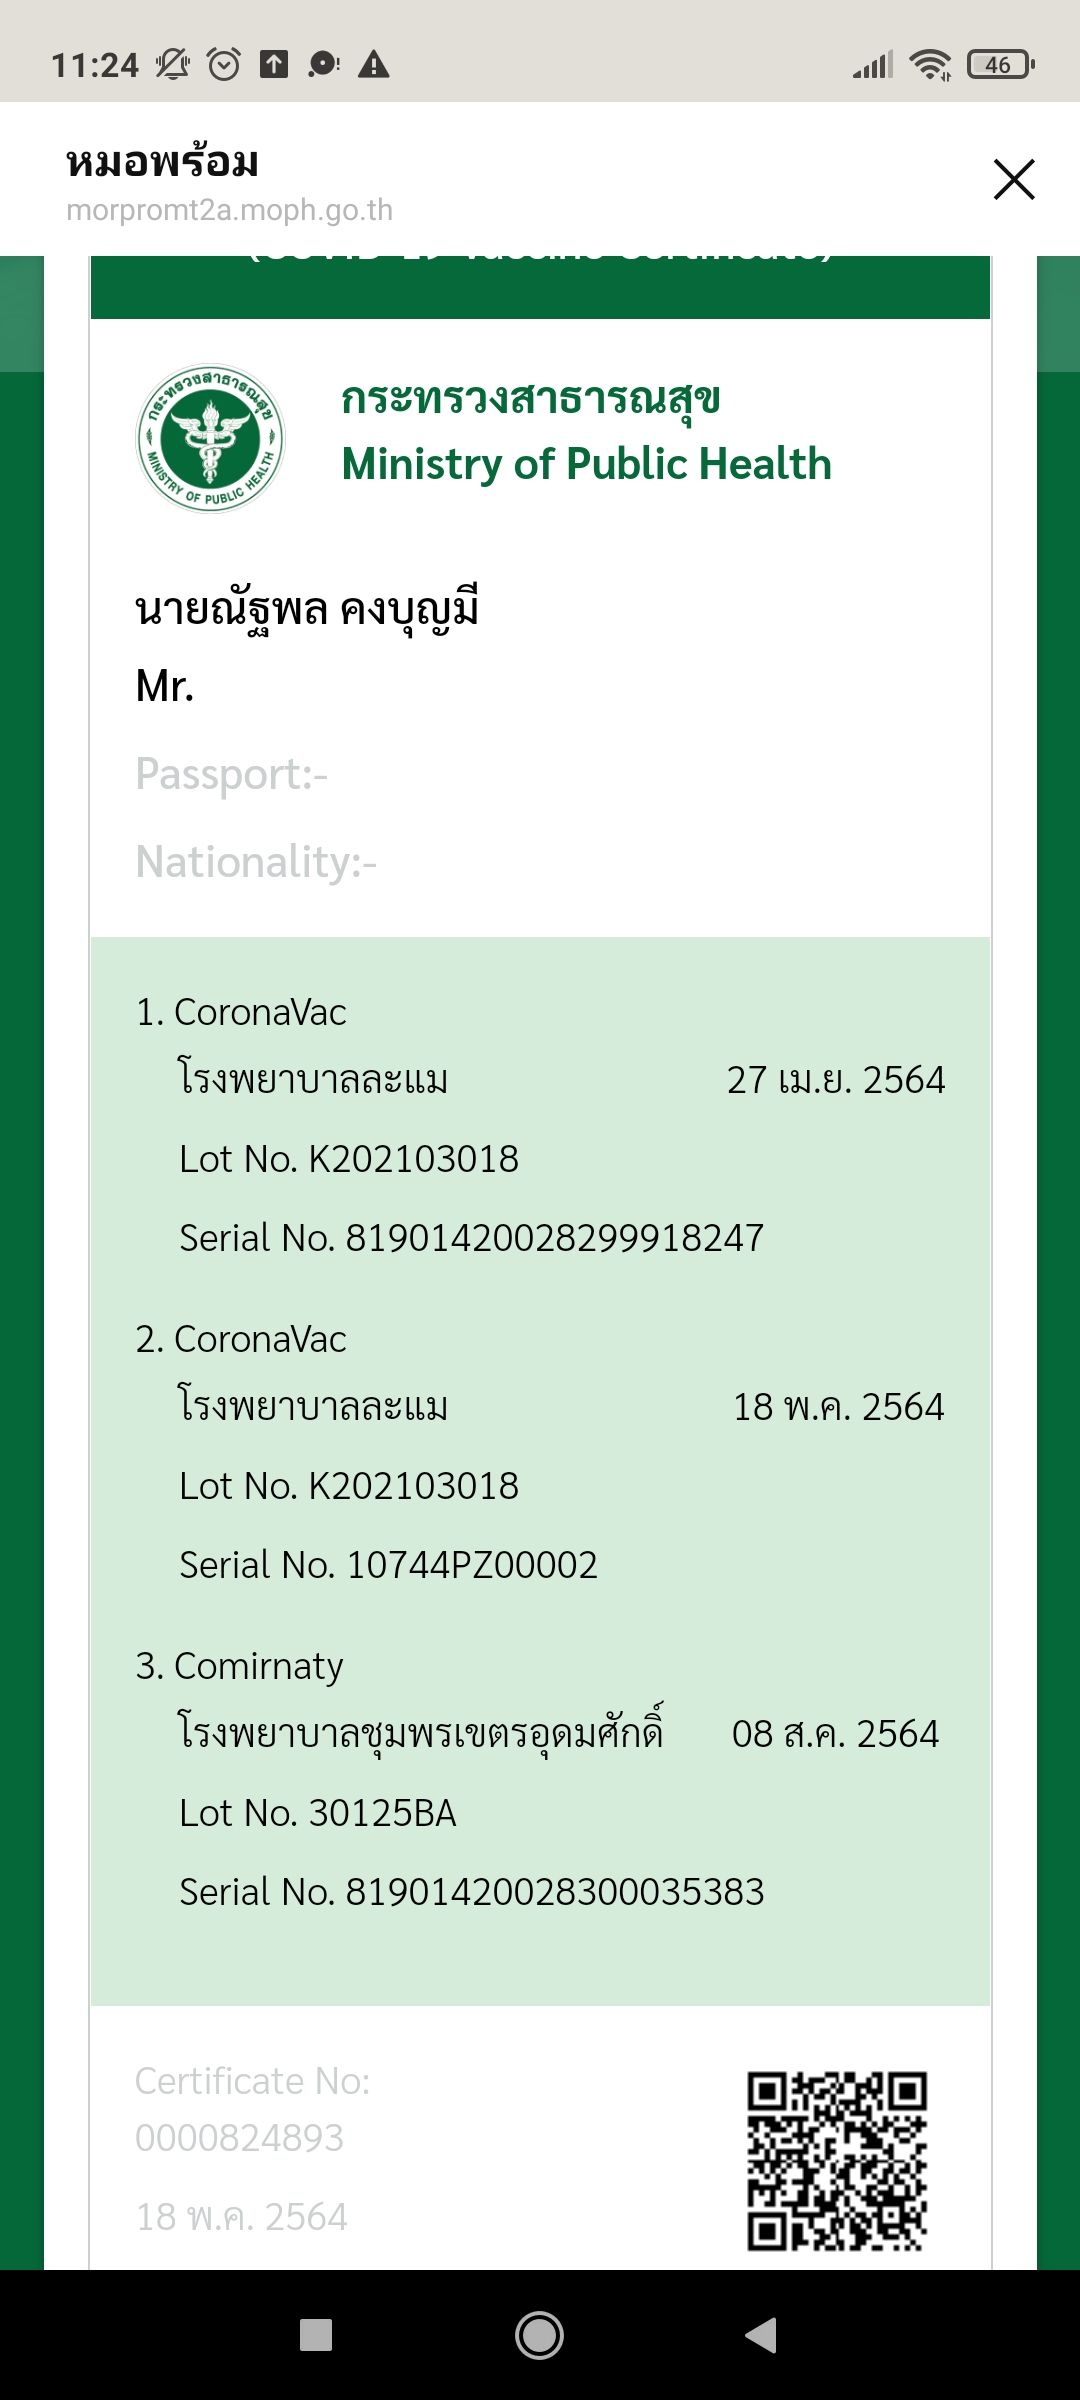 11:24
46
หมอพร้อม
morpromt2a.moph.go.th
(COVID-19 Vaccine Certificate)
กระทรวงสาธารณสุข
MINISTRY OF PUBLIC HEALTH
กระทรวงสาธารณสุข
Ministry of Public Health
นายณัฐพล คงบุญมี
Mr.
Passport:-
Nationality:-
1. CoronaVac
โรงพยาบาลละแม 27 เม.ย. 2564
Lot No. K202103018
Serial No. 81901420028299918247
2. CoronaVac
โรงพยาบาลละแม 18 พ.ค. 2564
Lot No. K202103018
Serial No. 10744PZ00002
3. Comirnaty
โรงพยาบาลชุมพรเขตรอุดมศักดิ์ 08 ส.ค. 2564
Lot No. 30125BA
Serial No. 81901420028300035383
Certificate No:
0000824893
18 พ.ค. 2564